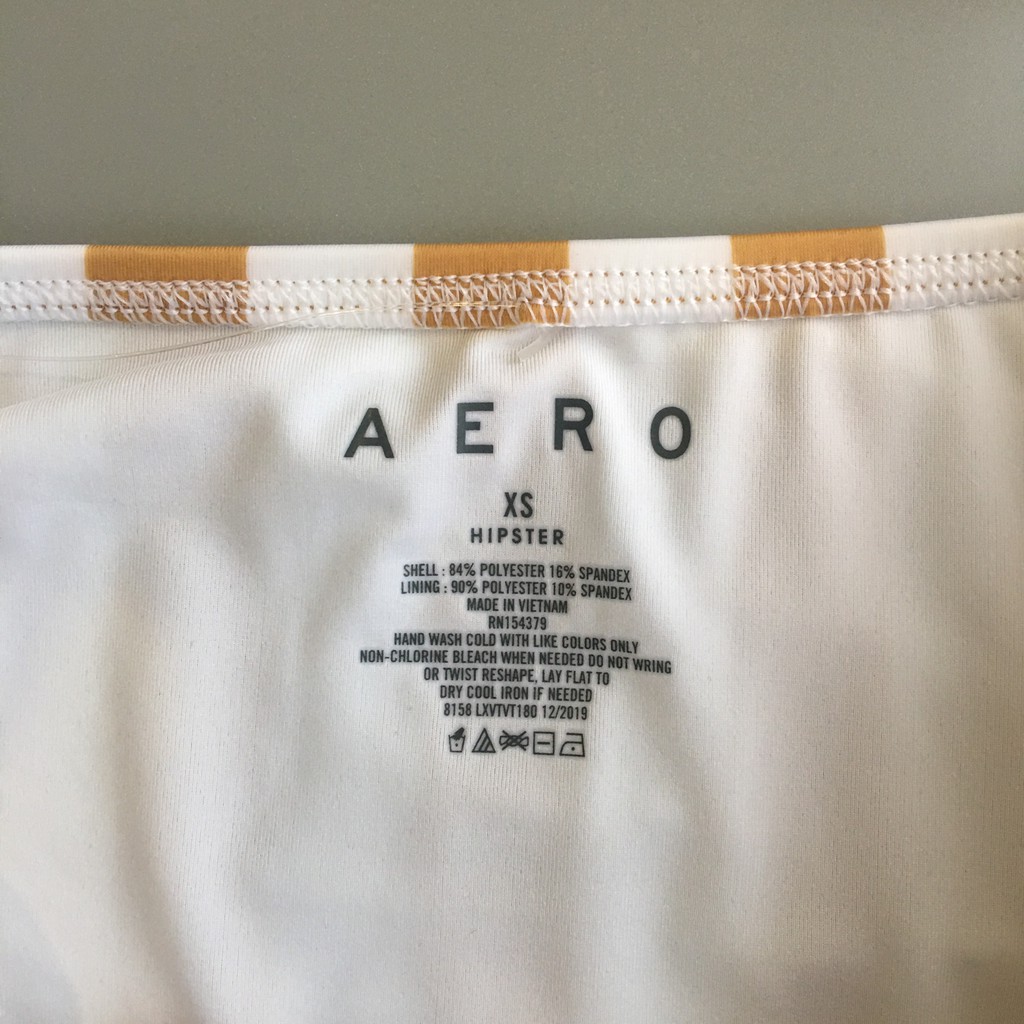 AERO
XS
HIPSTER
SHELL : 84% POLYESTER 16% SPANDEX
LINING : 90% POLYESTER 10% SPANDEX
MADE IN VIETNAM
RN154379
HAND WASH COLD WITH LIKE COLORS ONLY
NON-CHLORINE BLEACH WHEN NEEDED DO NOT WRING
OR TWIST RESHAPE, LAY FLAT TO
DRY COOL IRON IF NEEDED
8158 LXVTVT180 12/2019